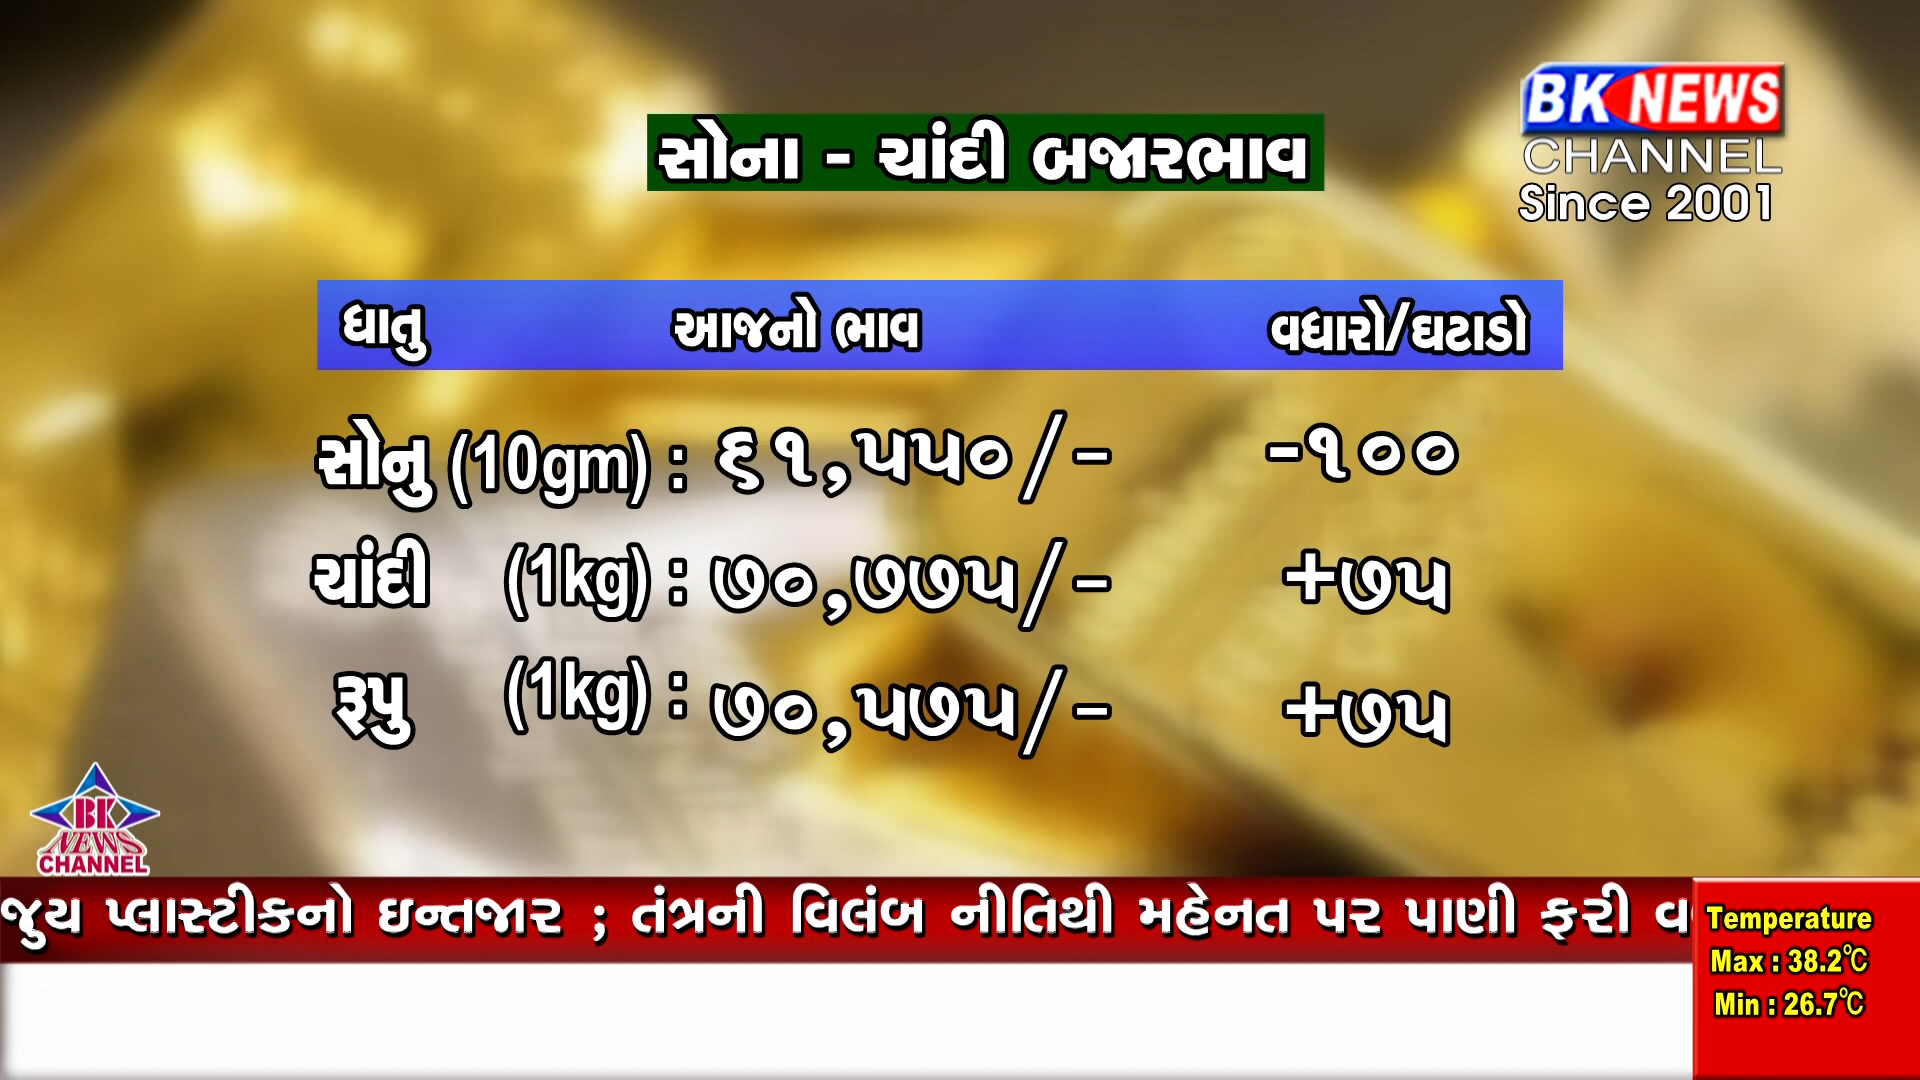 BK NEWS
CHANNEL
Since 2001
સોના - ચાંદી બજારભાવ
ધાતુ આજનો ભાવ વધારો/ઘટાડો
સોનુ (10gm) : ૬૧,૫૫૦/- -૧૦૦
ચાંદી (1kg) : ૭૦,૭૭૫/- +૭૫
રૂપુ (1kg) : ૭૦,૫૭૫/- +૭૫
BK
NEWS
CHANNEL
જુય પ્લાસ્ટીકનો ઇન્તજાર ; તંત્રની વિલંબ નીતિથી મહેનત પર પાણી ફરી વ
Temperature
Max : 38.2°C
Min : 26.7°C